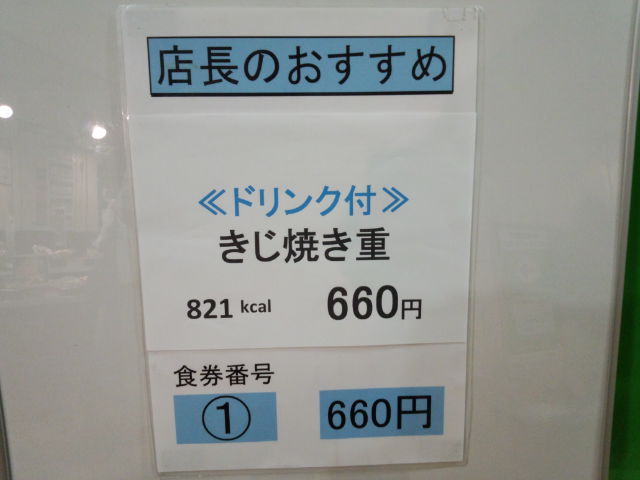 店長のおすすめ
≪ドリンク付≫
きじ焼き重
821 kcal 660円
食券番号
① 660円